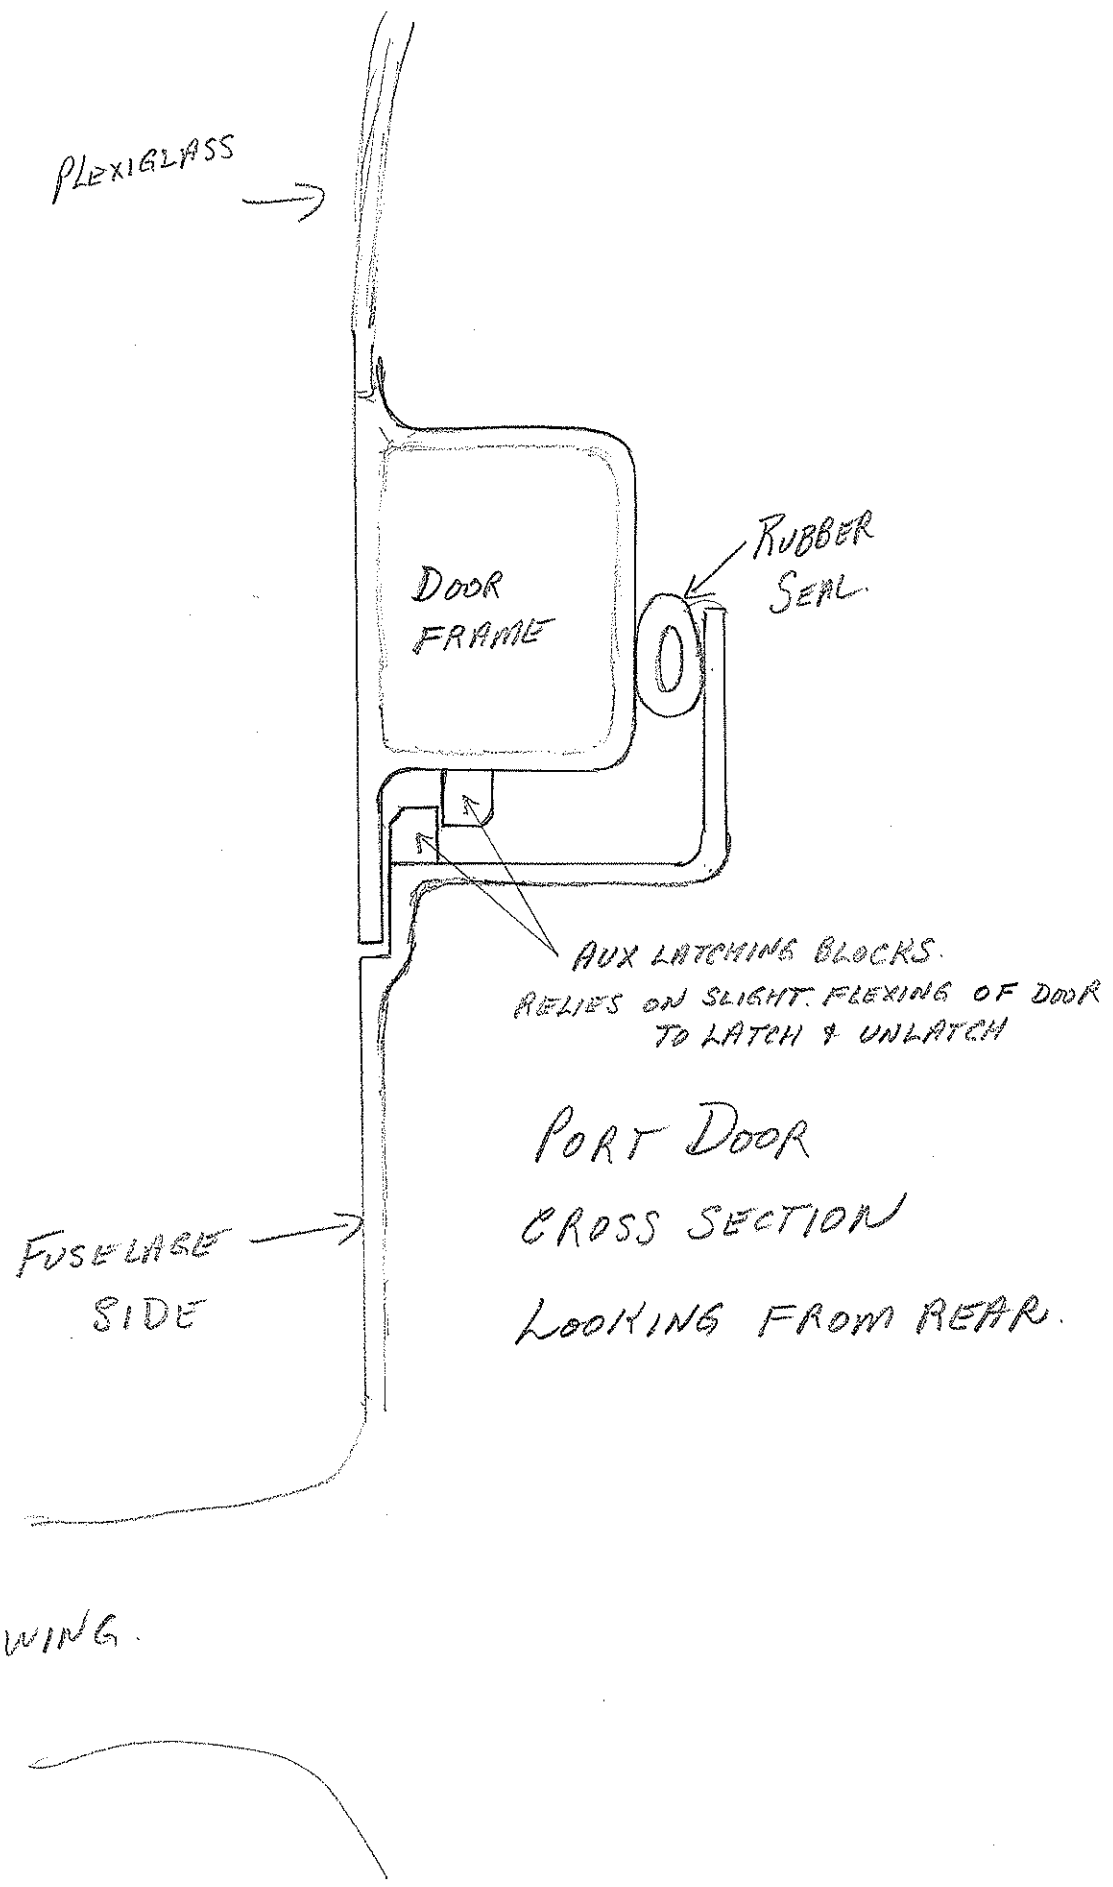 PLEXIGLASS
DOOR
FRAME
RUBBER
SEAL.
AUX LATCHING BLOCKS.
RELIES ON SLIGHT. FLEXING OF DOOR
TO LATCH & UNLATCH
PORT DOOR
CROSS SECTION
LOOKING FROM REAR.
FUSELAGE
SIDE
WING.